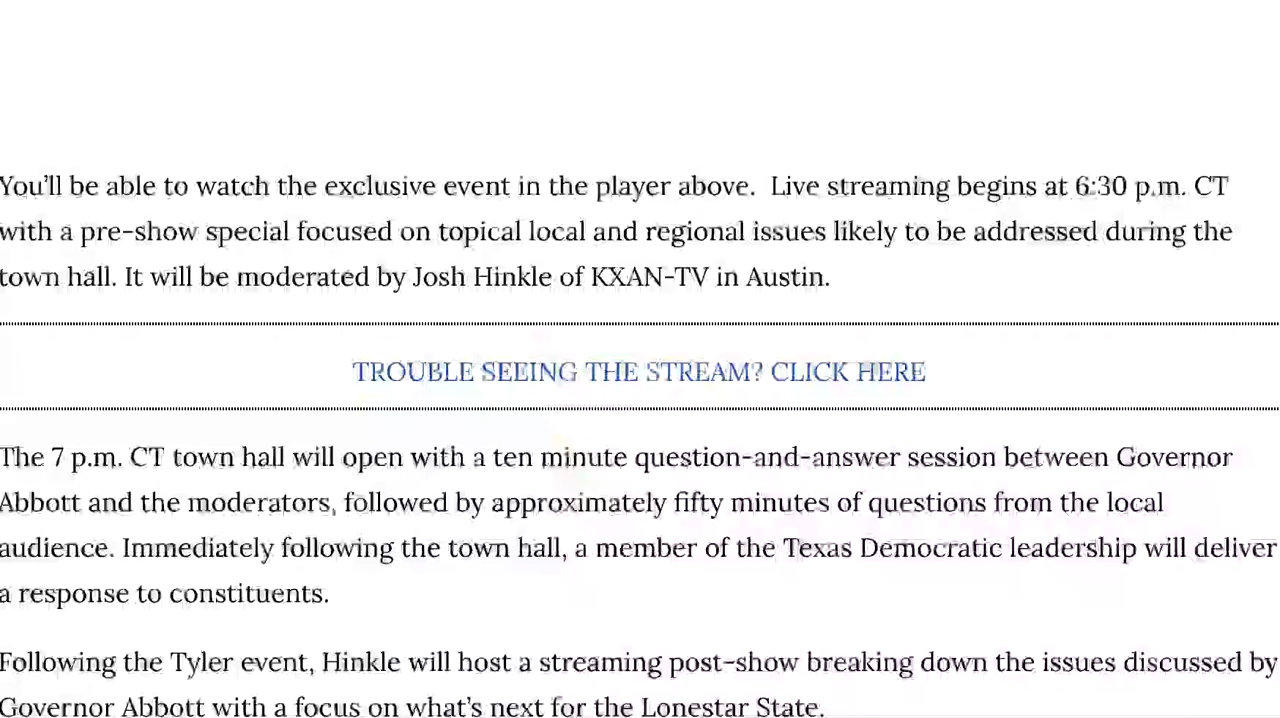 You'll be able to watch the exclusive event in the player above.  Live streaming begins at 6:30 p.m. CT
with a pre-show special focused on topical local and regional issues likely to be addressed during the
town hall. It will be moderated by Josh Hinkle of KXAN-TV in Austin.
TROUBLE SEEING THE STREAM? CLICK HERE
The 7 p.m. CT town hall will open with a ten minute question-and-answer session between Governor
Abbott and the moderators, followed by approximately fifty minutes of questions from the local
audience. Immediately following the town hall, a member of the Texas Democratic leadership will deliver
a response to constituents.
Following the Tyler event, Hinkle will host a streaming post-show breaking down the issues discussed by
Governor Abbott with a focus on what's next for the Lonestar State.